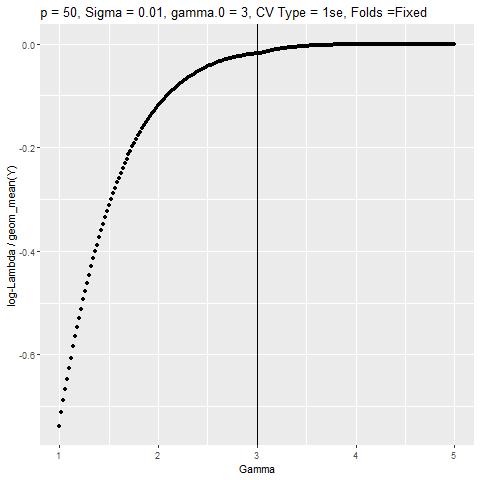 p = 50, Sigma = 0.01, gamma.0 = 3, CV Type = 1se, Folds =Fixed
log-Lambda / geom_mean(Y)
0.0
-0.2
-0.4
-0.6
1 2 3 4 5
Gamma